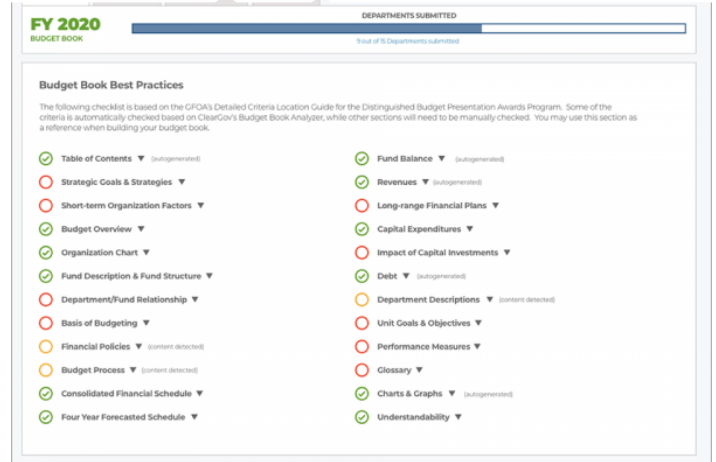 FY 2020
BUDGET BOOK
DEPARTMENTS SUBMITTED
out of 15 Departments submitted
Budget Book Best Practices
The following checklist is based on the GFOA's Detailed Criteria Location Guide for the Distinguished Budget Presentation Awards Program. Some of the
criteria is automatically checked based on ClearGov's Budget Book Analyzer, while other sections will need to be manually checked. You may use this section as
a reference when building your budget book.
Table of Contents ▼ (autogenerated)
Strategic Goals & Strategies ▼
Short-term Organization Factors ▼
Budget Overview ▼
Organization Chart ▼
Fund Description & Fund Structure ▼
Department/Fund Relationship ▼
Basis of Budgeting ▼
Financial Policies ▼ (content detected)
Budget Process ▼ (content detected)
Consolidated Financial Schedule ▼
Four Year Forecasted Schedule ▼
Fund Balance ▼ (autogenerated)
Revenues ▼ (autogenerated)
Long-range Financial Plans ▼
Capital Expenditures ▼
Impact of Capital Investments ▼
Debt ▼ (autogenerated)
Department Descriptions ▼ (content detected)
Unit Goals & Objectives ▼
Performance Measures ▼
Glossary ▼
Charts & Graphs ▼ (autogenerated)
Understandability ▼